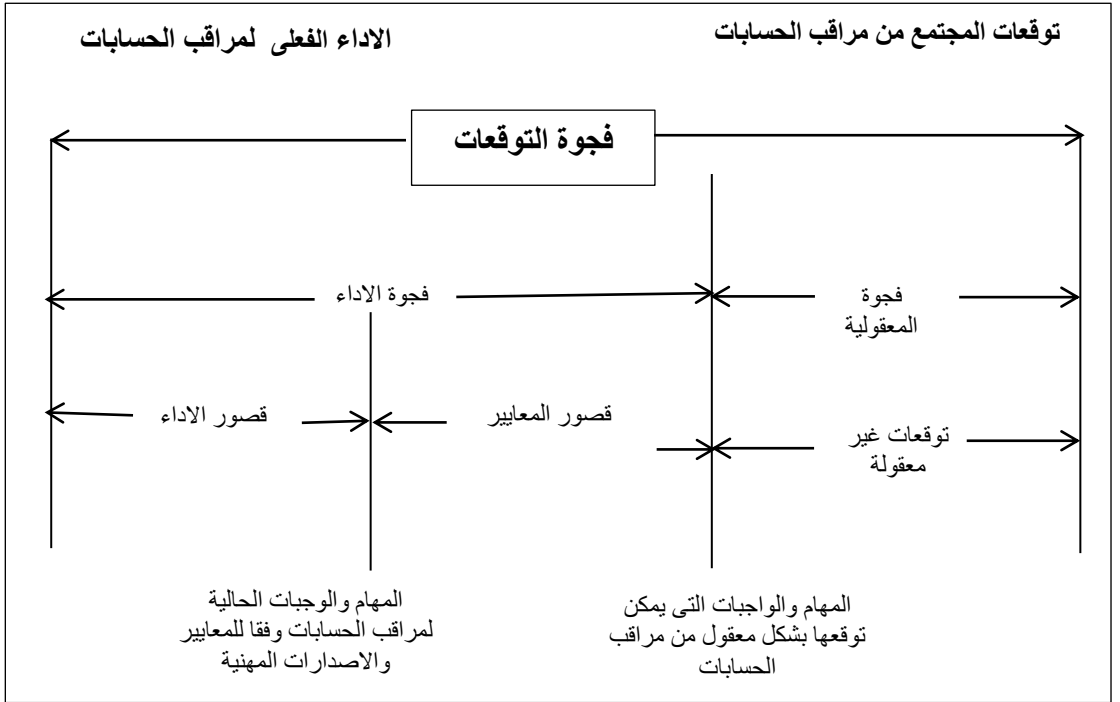 توقعات المجتمع من مراقب الحسابات
الاداء الفعلى لمراقب الحسابات
فجوة التوقعات
فجوة
المعقولية
فجوة الاداء
توقعات غير
معقولة
قصور المعايير
قصور الاداء
المهام والواجبات التى يمكن
توقعها بشكل معقول من مراقب
الحسابات
المهام والوجبات الحالية
لمراقب الحسابات وفقا للمعايير
والاصدارات المهنية